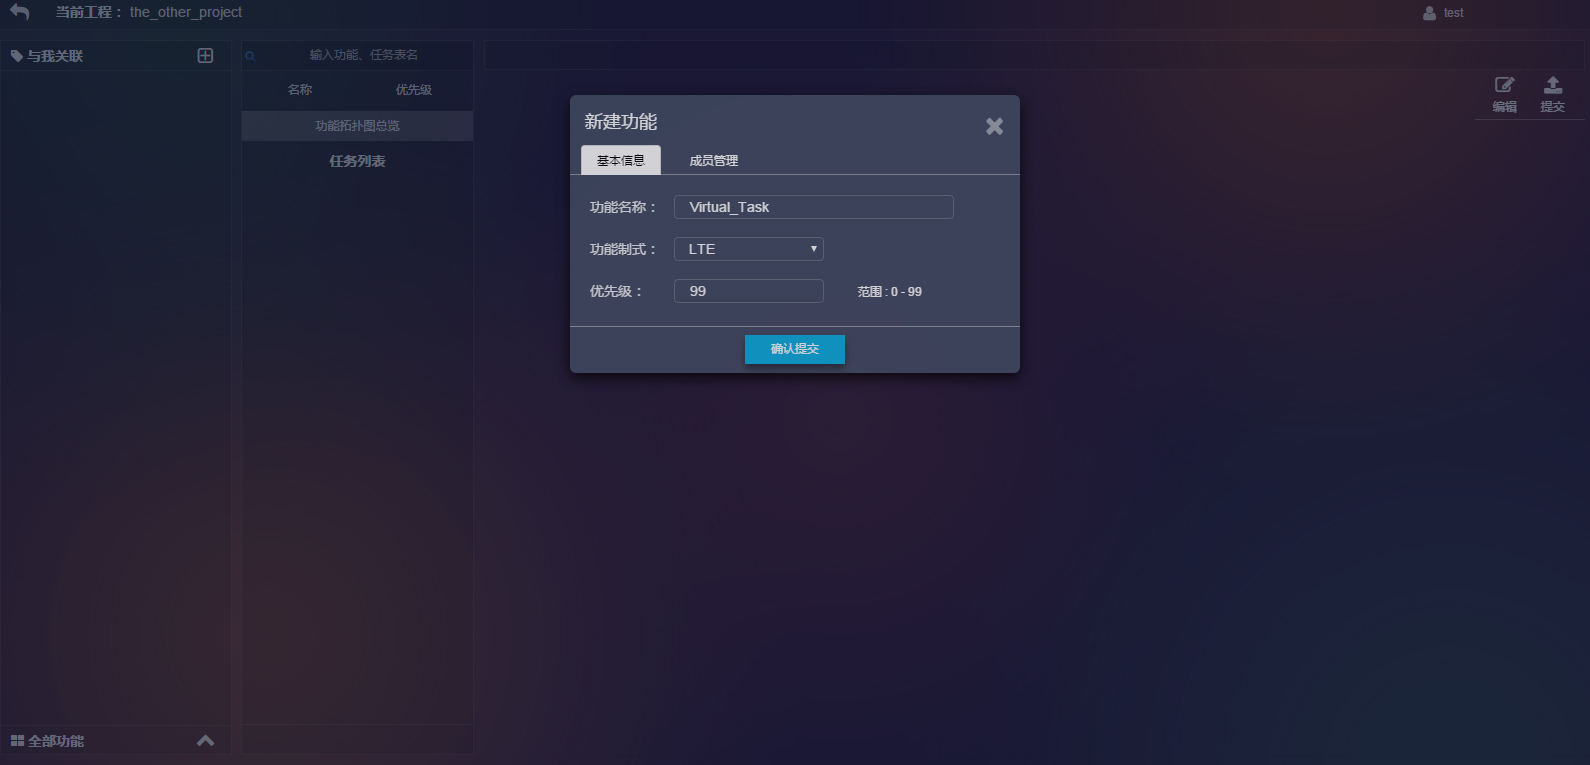 当前工程： the_other_project
test
与我关联
输入功能、任务表名
名称 优先级
功能拓扑图总览
任务列表
编辑 提交
新建功能
基本信息 成员管理
功能名称： Virtual_Task
功能制式： LTE
优先级： 99 范围 : 0 - 99
确认提交
全部功能